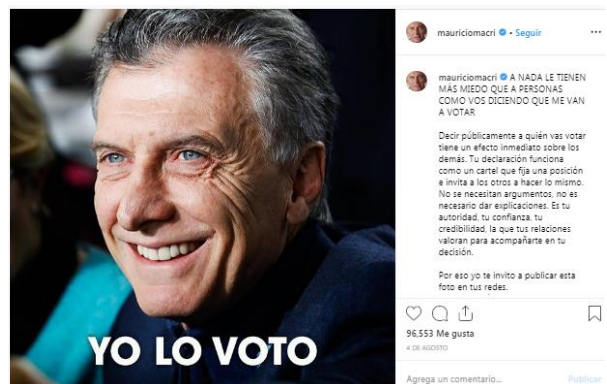 mauriciomacri • Seguir
mauriciomacri A NADA LE TIENEN
MÁS MIEDO QUE A PERSONAS
COMO VOS DICIENDO QUE ME VAN
A VOTAR
Decir públicamente a quién vas votar
tiene un efecto inmediato sobre los
demás. Tu declaración funciona
como un cartel que fija una posición
e invita a los otros a hacer lo mismo.
No se necesitan argumentos, no es
necesario dar explicaciones. Es tu
autoridad, tu confianza, tu
credibilidad, la que tus relaciones
valoran para acompañarte en tu
decisión.
Por eso yo te invito a publicar esta
foto en tus redes.
YO LO VOTO
96,553 Me gusta
4 DE AGOSTO
Agrega un comentario...
Publicar